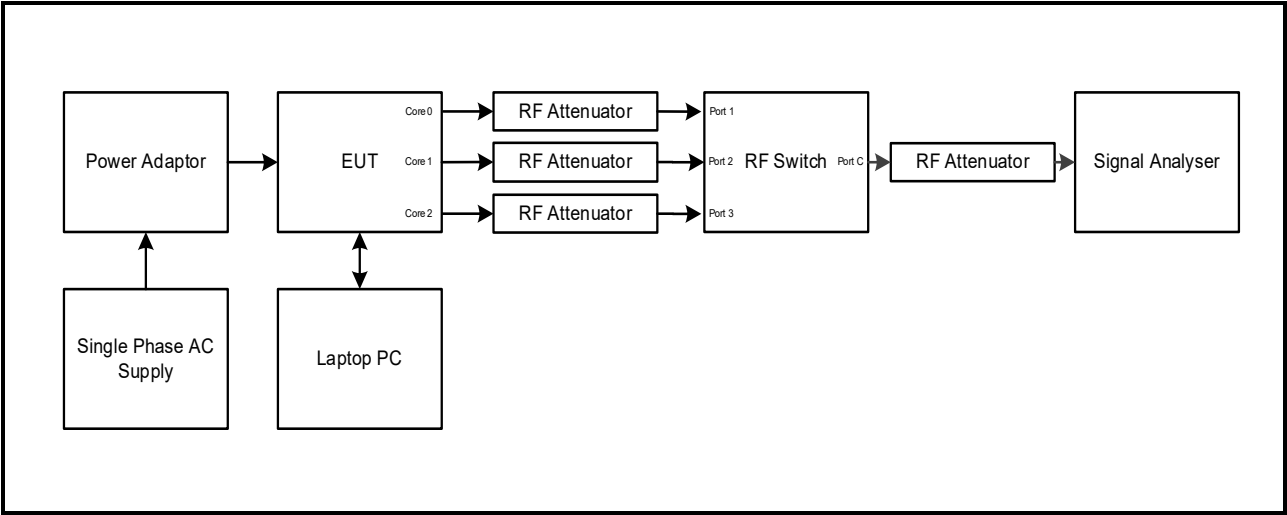 Power Adaptor
EUT
Core 0
Core 1
Core 2
RF Attenuator
RF Attenuator
RF Attenuator
Port 1
Port 2
Port 3
RF Switch
Port C
RF Attenuator
Signal Analyser
Single Phase AC
Supply
Laptop PC